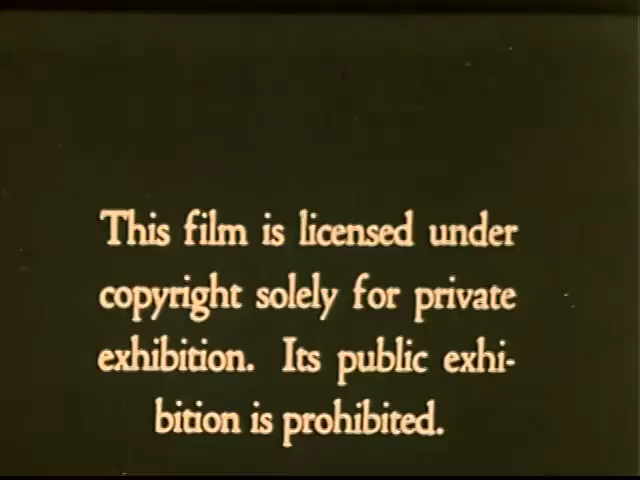 This film is licensed under
copyright solely for private
exhibition. Its public exhi-
bition is prohibited.